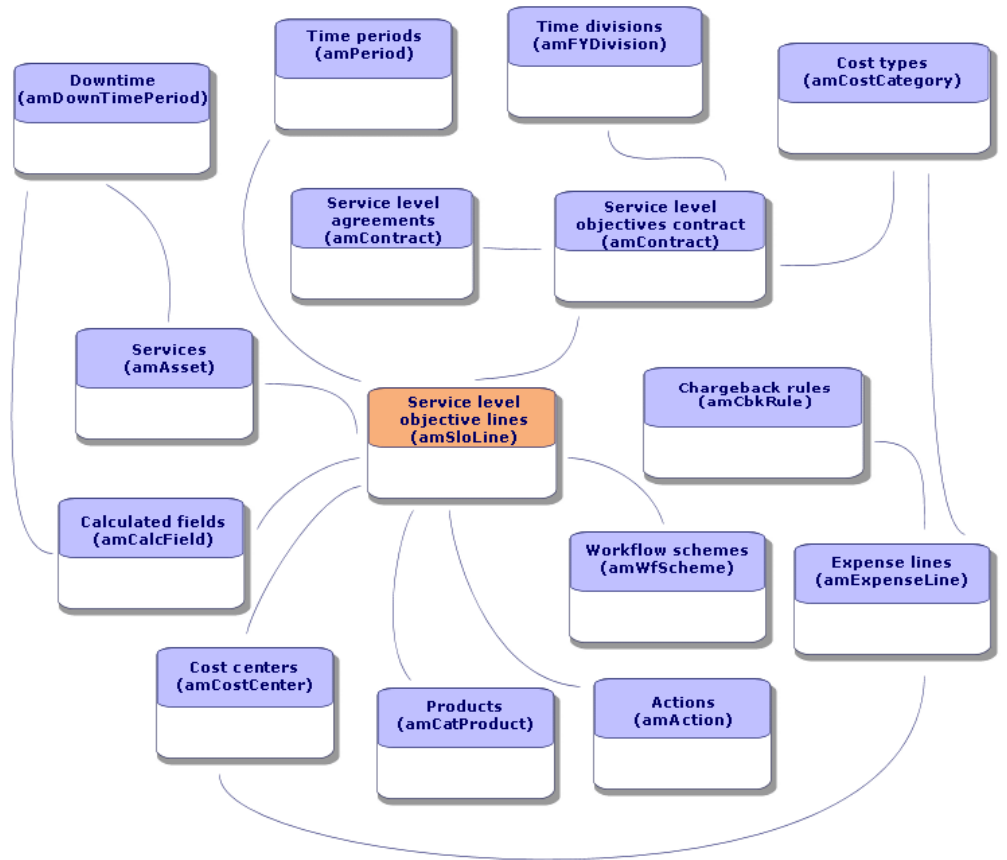 Time periods
(amPeriod)
Time divisions
(amFYDivision)
Cost types
(amCostCategory)
Downtime
(amDownTimePeriod)
Service level
agreements
(amContract)
Service level
objectives contract
(amContract)
Services
(amAsset)
Service level
objective lines
(amSloLine)
Chargeback rules
(amCbkRule)
Calculated fields
(amCalcField)
Workflow schemes
(amWfScheme)
Expense lines
(amExpenseLine)
Cost centers
(amCostCenter)
Products
(amCatProduct)
Actions
(amAction)